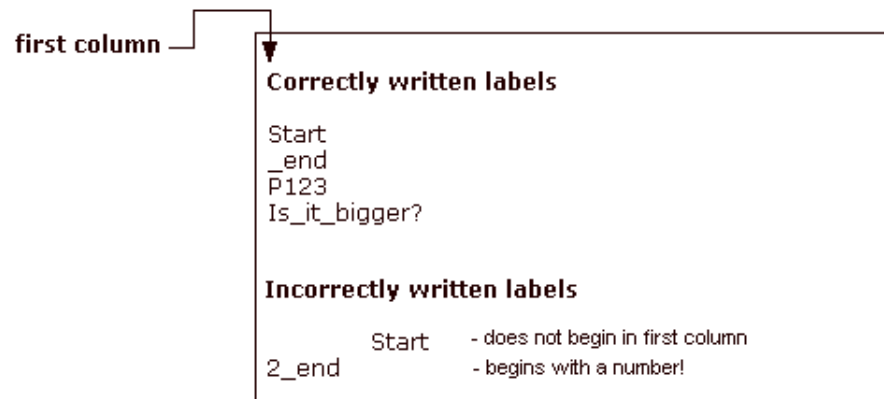 first column
Correctly written labels
Start
_end
P123
Is_it_bigger?
Incorrectly written labels
Start - does not begin in first column
2_end - begins with a number!